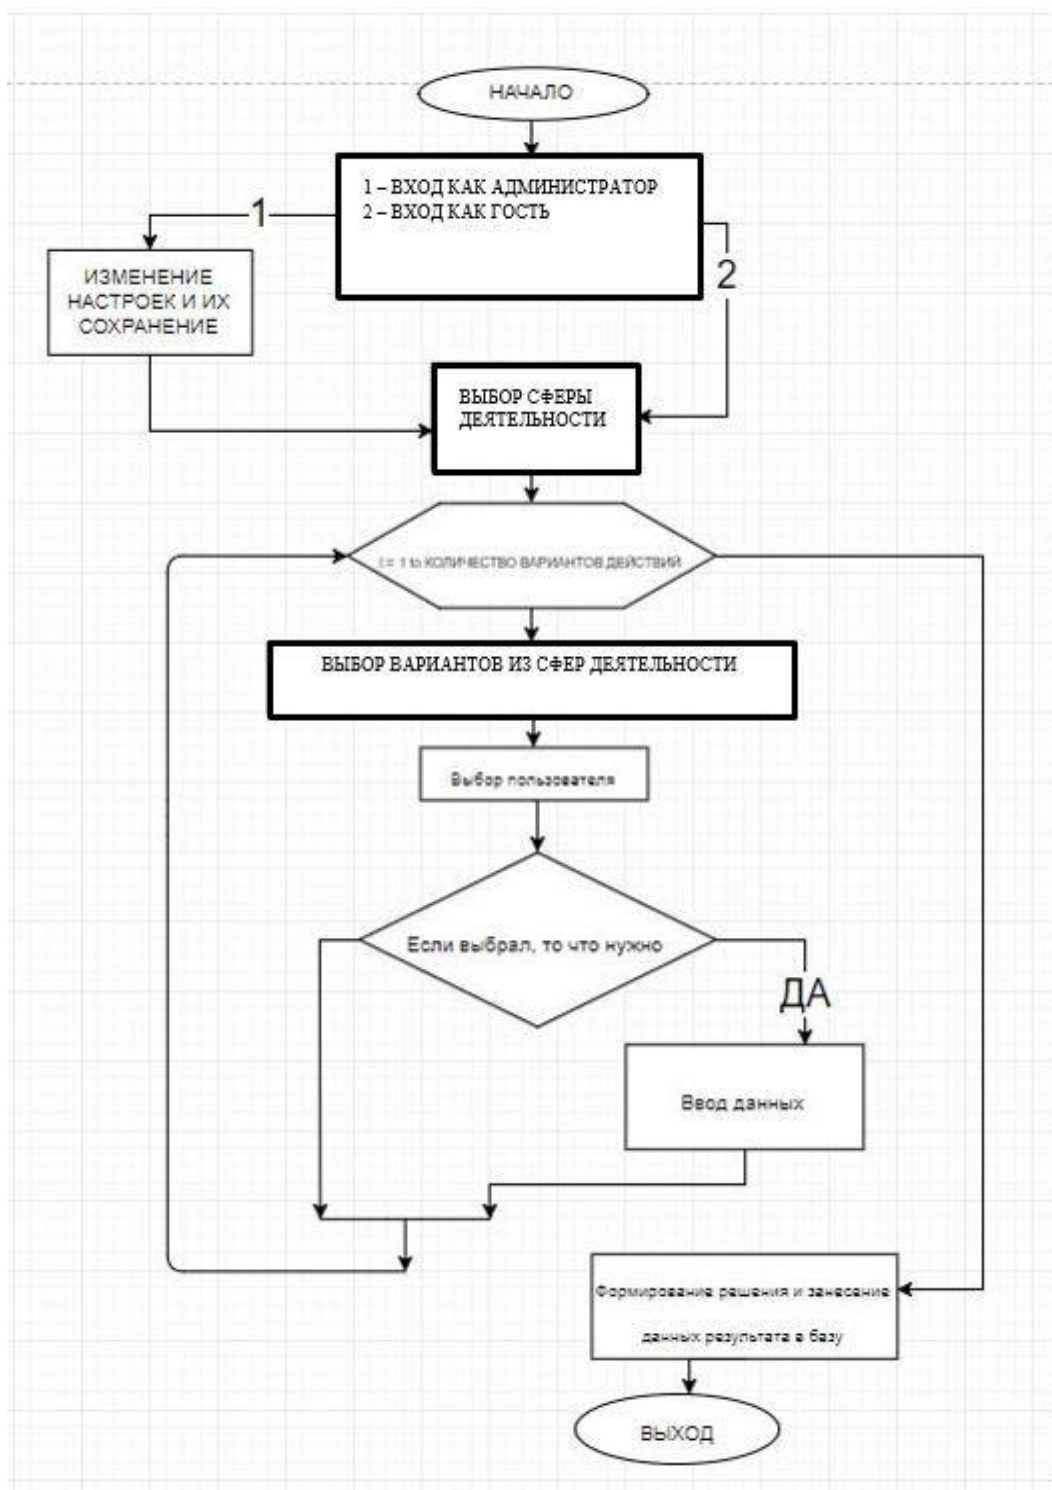 НАЧАЛО
1 – ВХОД КАК АДМИНИСТРАТОР
2 – ВХОД КАК ГОСТЬ
1
2
ИЗМЕНЕНИЕ
НАСТРОЕК И ИХ
СОХРАНЕНИЕ
ВЫБОР СФЕРЫ
ДЕЯТЕЛЬНОСТИ
i = 1 to КОЛИЧЕСТВО ВАРИАНТОВ ДЕЙСТВИЙ
ВЫБОР ВАРИАНТОВ ИЗ СФЕР ДЕЯТЕЛЬНОСТИ
Выбор пользователя
Если выбрал, то что нужно
ДА
Ввод данных
Формирование решения и занесение
данных результата в базу
ВЫХОД